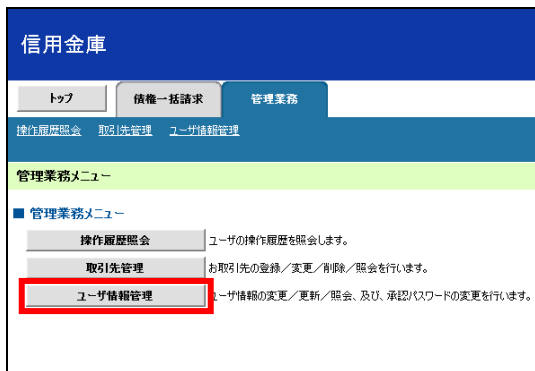 信用金庫
トップ 債権一括請求 管理業務
操作履歴照会 取引先管理 ユーザ情報管理
管理業務メニュー
■ 管理業務メニュー
操作履歴照会 ユーザの操作履歴を照会します。
取引先管理 お取引先の登録／変更／削除／照会を行います。
ユーザ情報管理 ユーザ情報の変更／更新／照会、及び、承認パスワードの変更を行います。